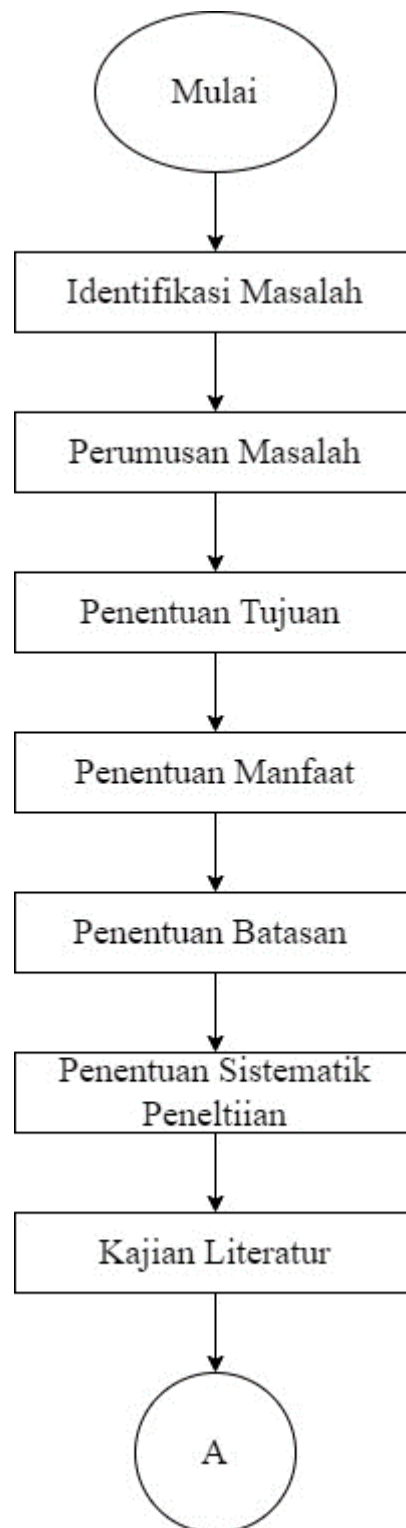 Mulai
Identifikasi Masalah
Perumusan Masalah
Penentuan Tujuan
Penentuan Manfaat
Penentuan Batasan
Penentuan Sistematik
Peneltiian
Kajian Literatur
A